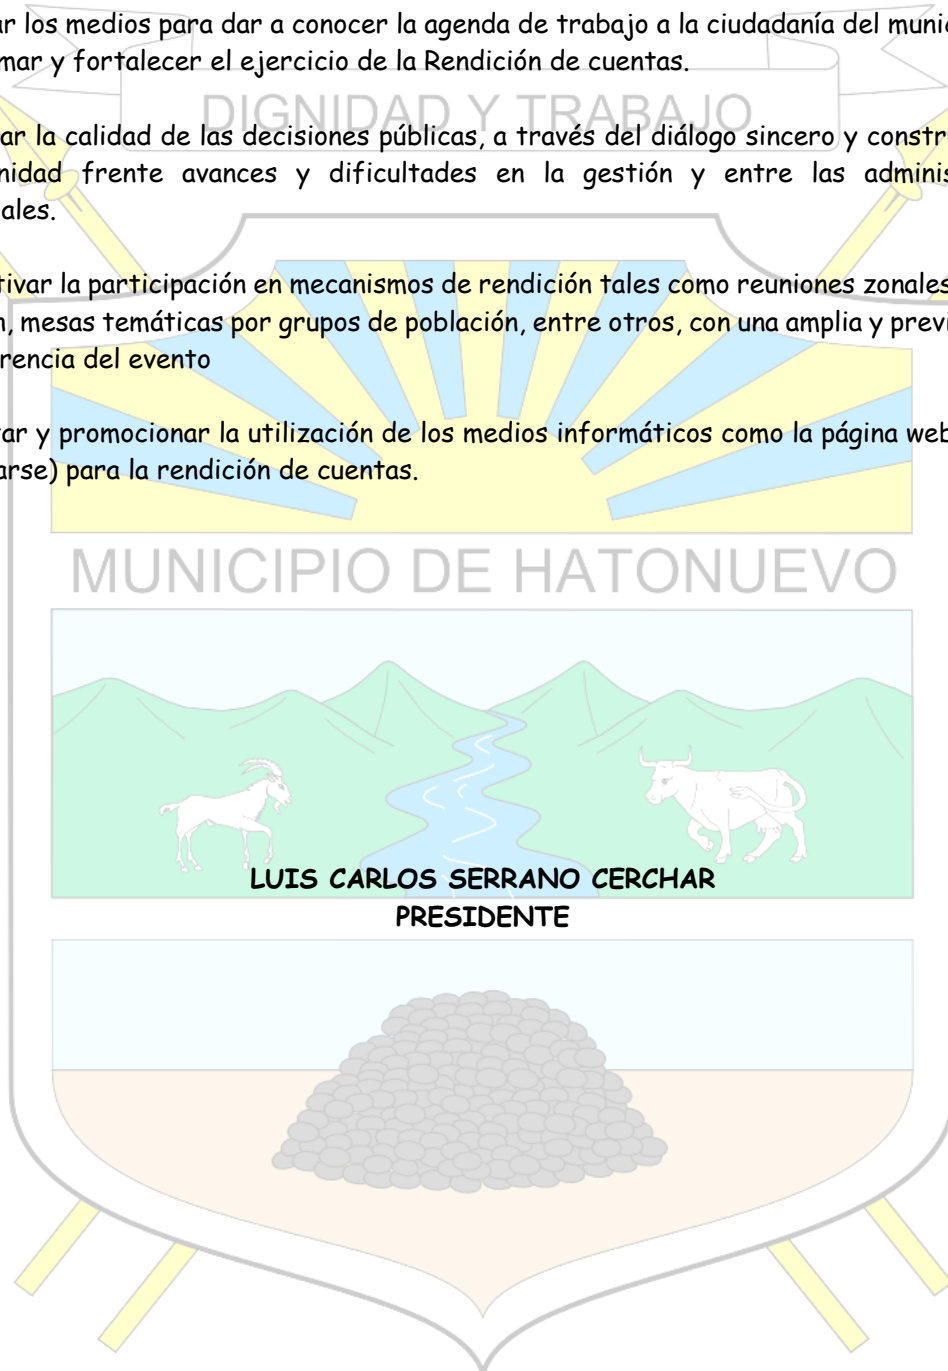 ar los medios para dar a conocer la agenda de trabajo a la ciudadanía del munic
mar y fortalecer el ejercicio de la Rendición de cuentas.
DIGNIDAD Y TRABAJO
ar la calidad de las decisiones públicas, a través del diálogo sincero y constr
nidad frente avances y dificultades en la gestión y entre las adminis
ales.
tivar la participación en mecanismos de rendición tales como reuniones zonales
n, mesas temáticas por grupos de población, entre otros, con una amplia y previ
rencia del evento
ar y promocionar la utilización de los medios informáticos como la página web
arse) para la rendición de cuentas.
MUNICIPIO DE HATONUEVO
LUIS CARLOS SERRANO CERCHAR
PRESIDENTE